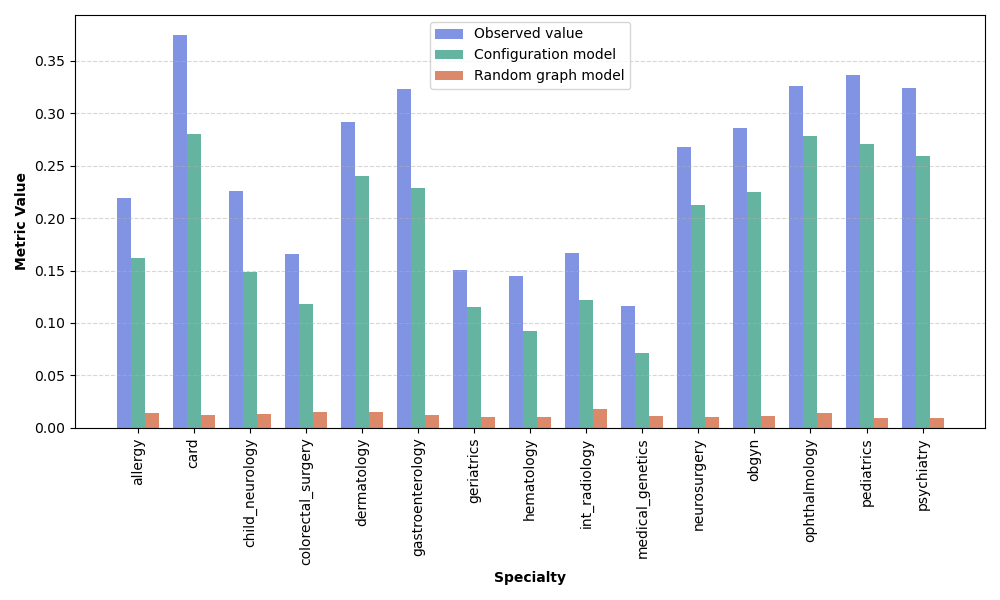 Observed value
Configuration model
Random graph model
Metric Value
0.35
0.30
0.25
0.20
0.15
0.10
0.05
0.00
allergy
card
child_neurology
colorectal_surgery
dermatology
gastroenterology
geriatrics
hematology
int_radiology
medical_genetics
neurosurgery
obgyn
ophthalmology
pediatrics
psychiatry
Specialty